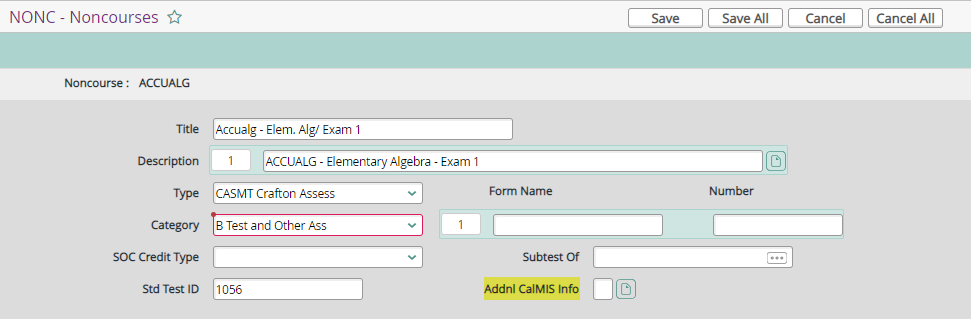 NONC - Noncourses Save Save All Cancel Cancel All
Noncourse : ACCUALG
Title Accualg - Elem. Alg/ Exam 1
Description 1 ACCUALG - Elementary Algebra - Exam 1
Type CASMT Crafton Assess Form Name Number
Category B Test and Other Ass 1
SOC Credit Type Subtest Of
Std Test ID 1056 Addnl CalMIS Info